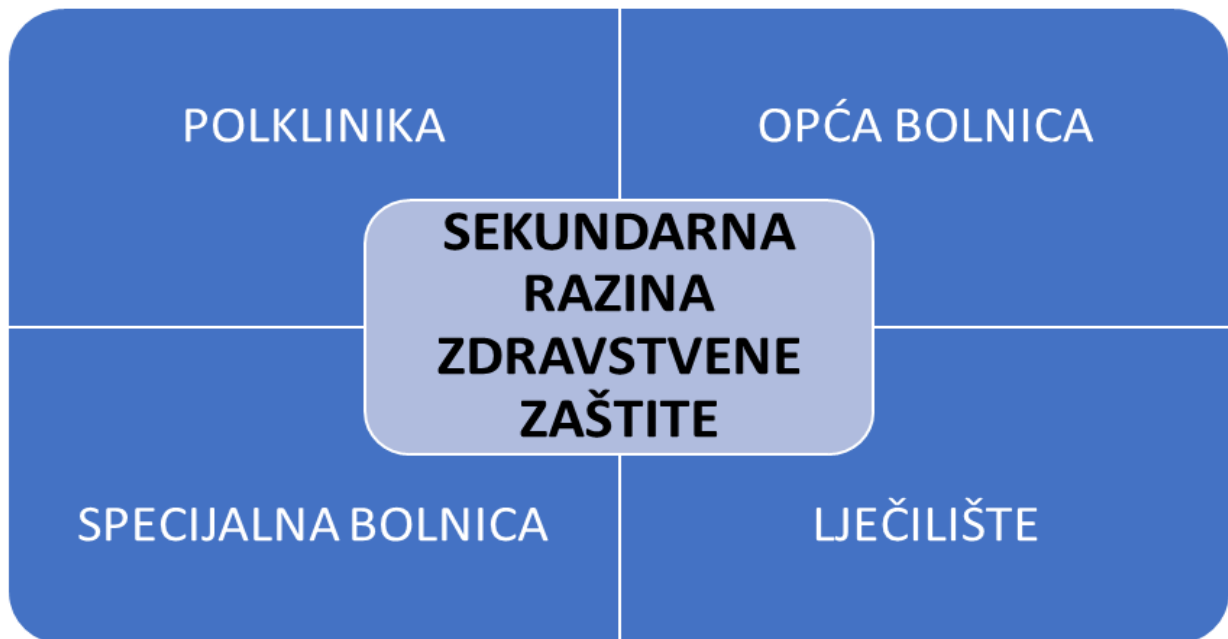 POLKLINIKA
OPĆA BOLNICA
SEKUNDARNA
RAZINA
ZDRAVSTVENE
ZAŠTITE
SPECIJALNA BOLNICA
LJEČILIŠTE